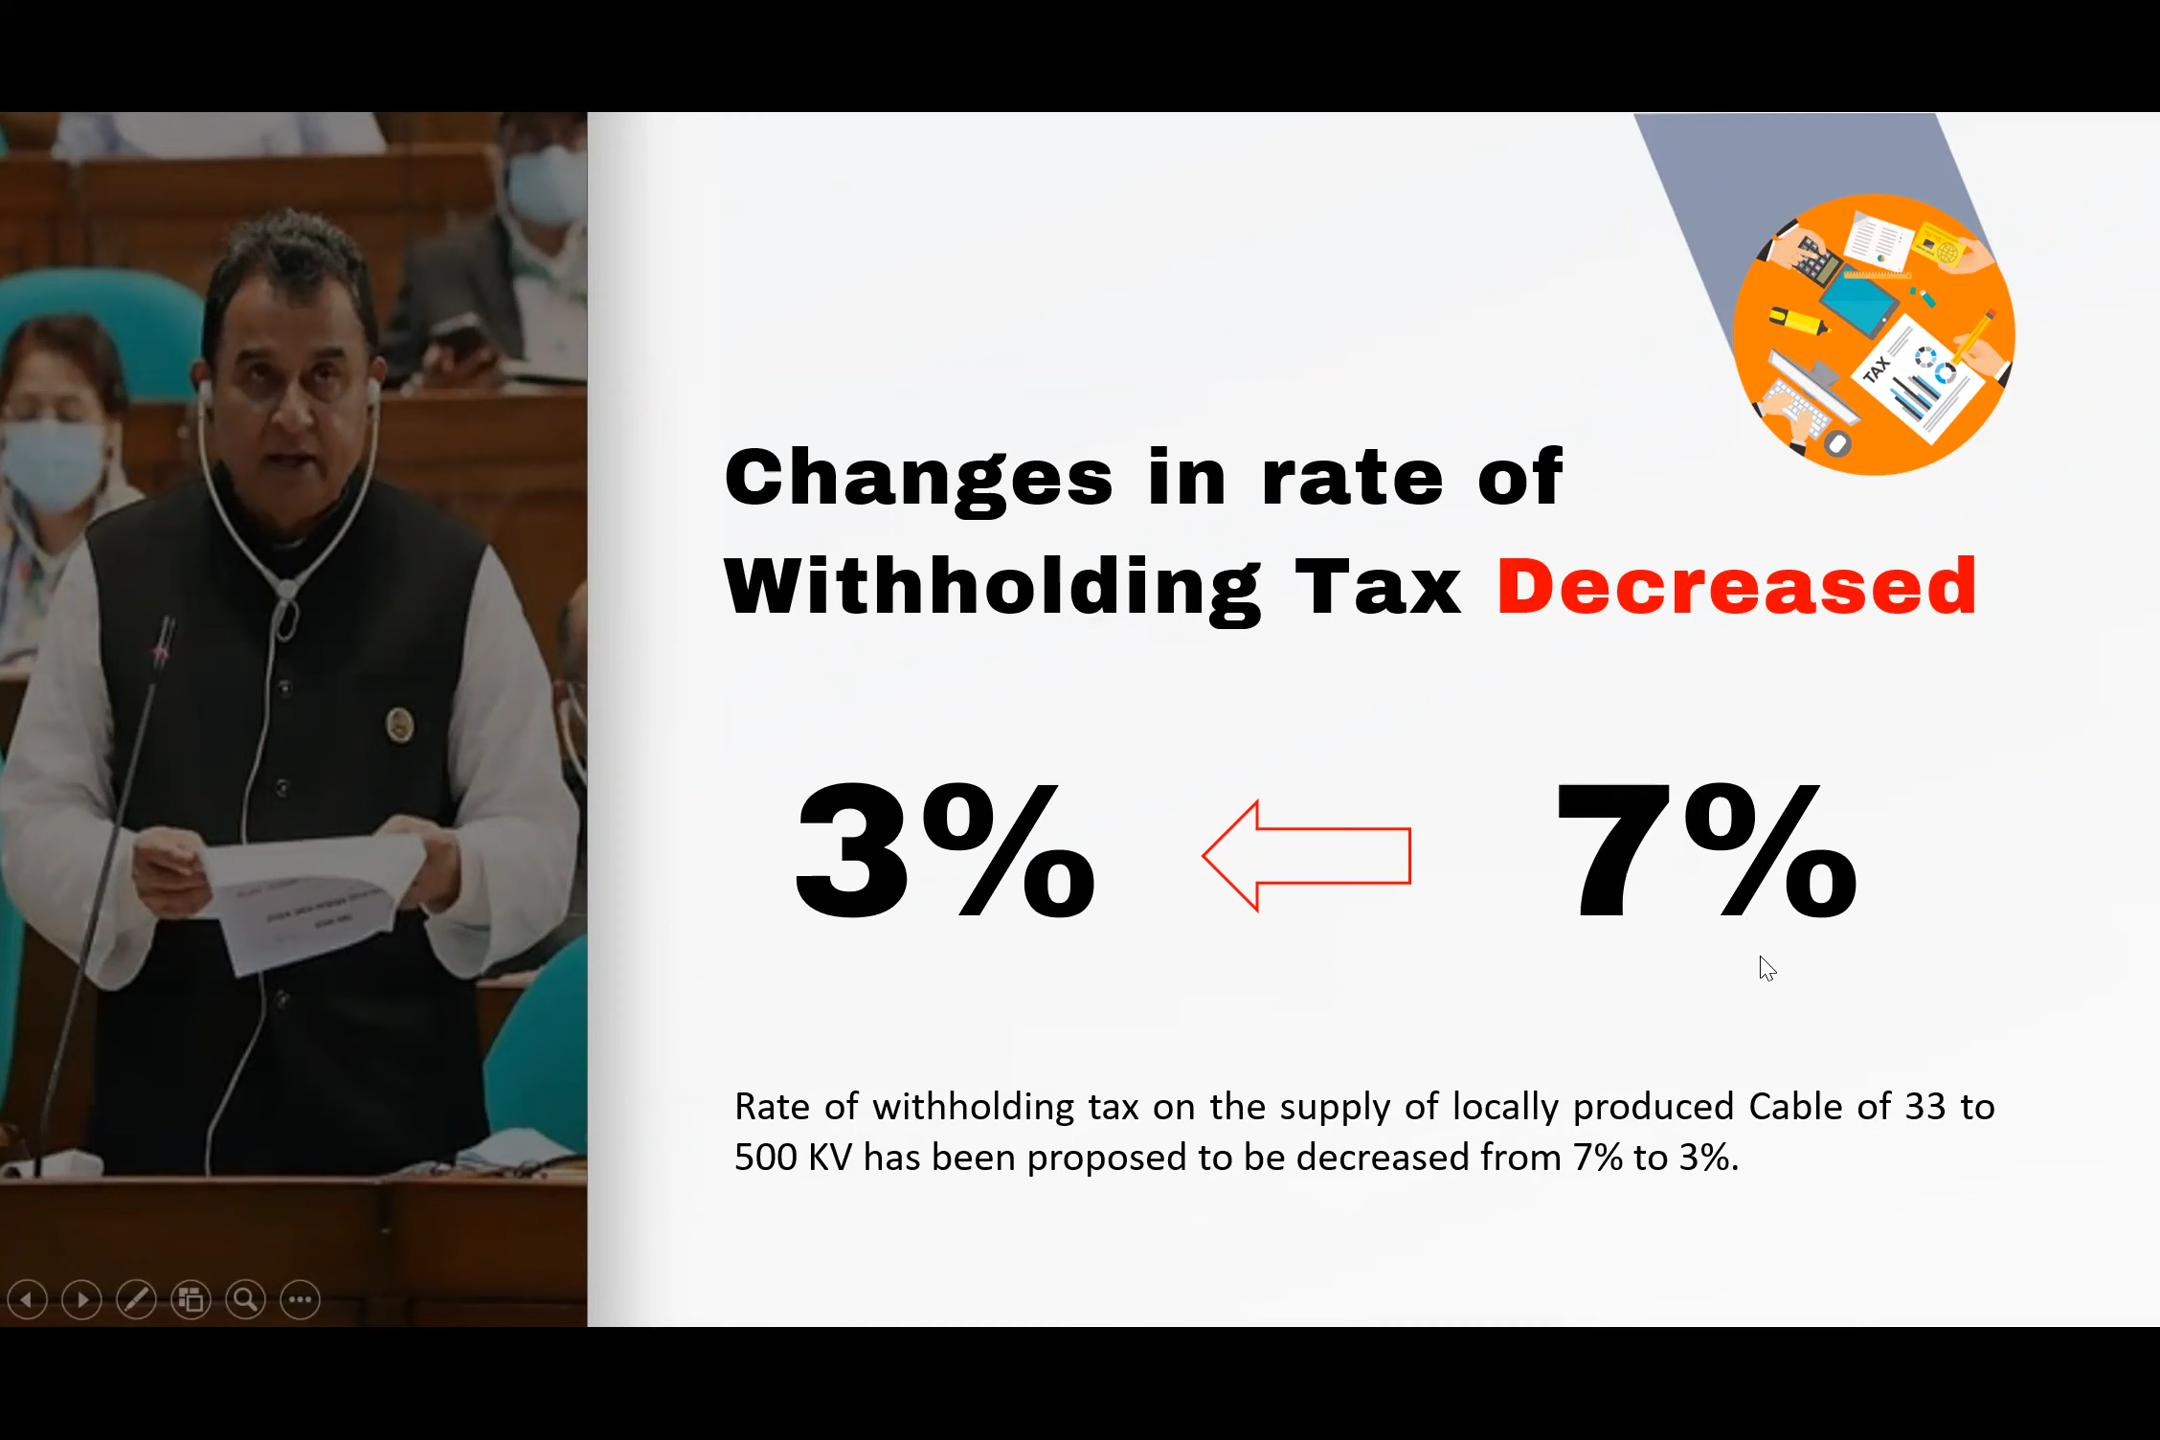 TAX
Changes in rate of
Withholding Tax Decreased
3% 7%
Rate of withholding tax on the supply of locally produced Cable of 33 to
500 KV has been proposed to be decreased from 7% to 3%.